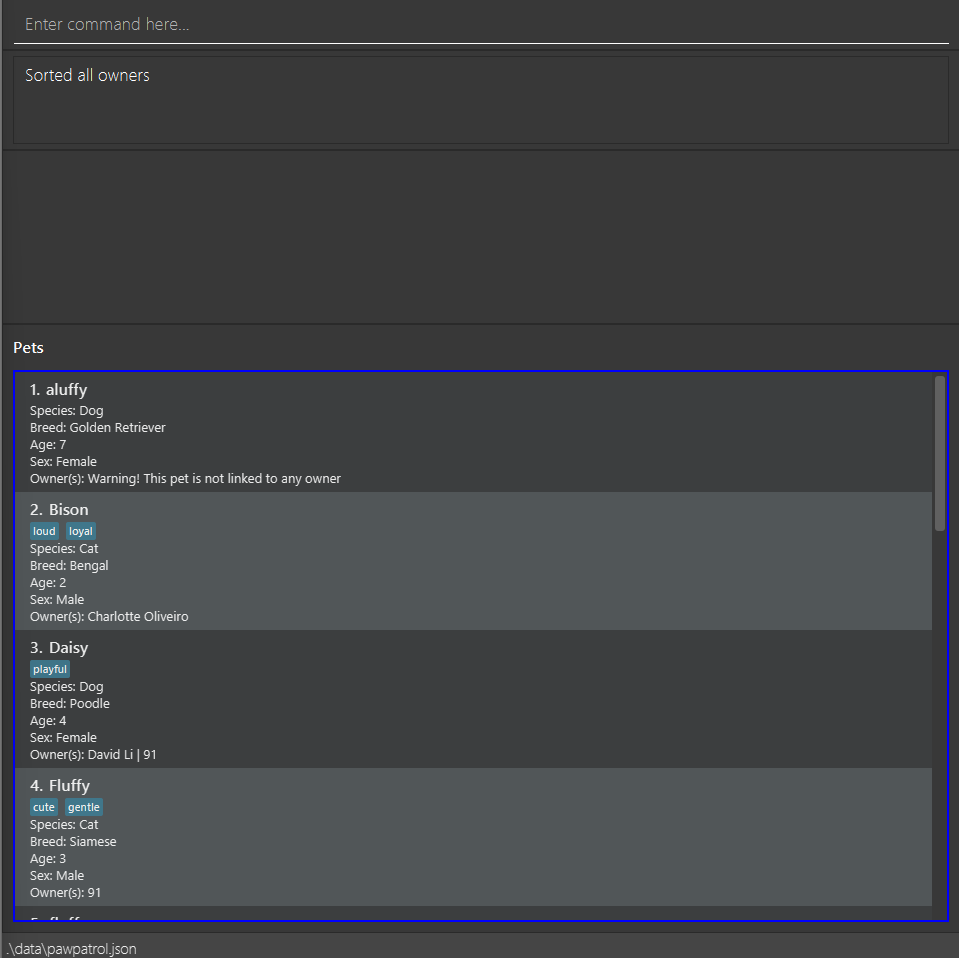 Enter command here...
Sorted all owners
Pets
1. aluffy
Species: Dog
Breed: Golden Retriever
Age: 7
Sex: Female
Owner(s): Warning! This pet is not linked to any owner
2. Bison
loud loyal
Species: Cat
Breed: Bengal
Age: 2
Sex: Male
Owner(s): Charlotte Oliveiro
3. Daisy
playful
Species: Dog
Breed: Poodle
Age: 4
Sex: Female
Owner(s): David Li | 91
4. Fluffy
cute gentle
Species: Cat
Breed: Siamese
Age: 3
Sex: Male
Owner(s): 91
.\data\pawpatrol.json